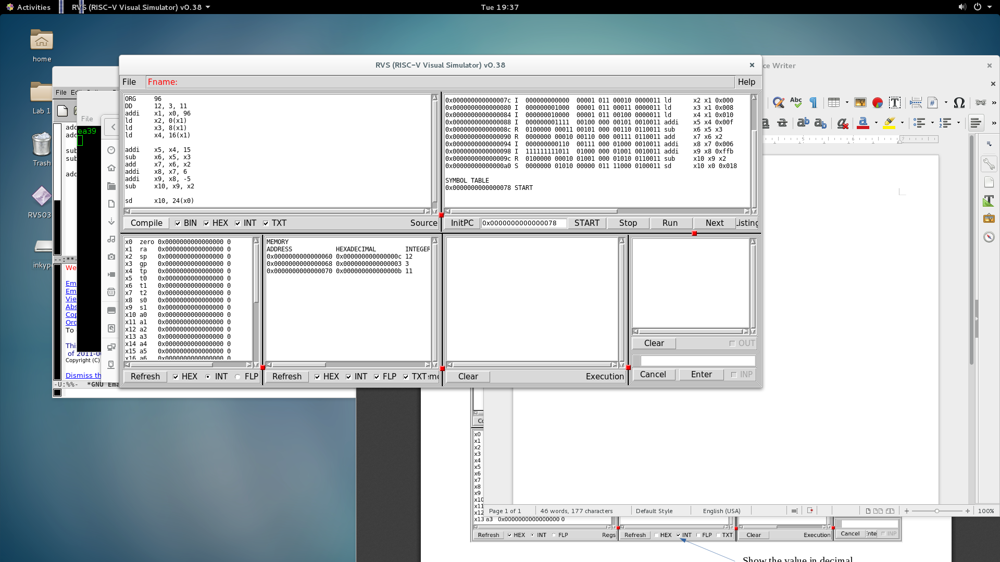 Activities
RVS (RISC-V Visual Simulator) v0.38
Tue 19:37
home
Lab 1
Trash
RVS03
RVS (RISC-V Visual Simulator) v0.38
ce Writer
File
Fname:
Help
ORG 96
DD 12, 3, 11
addi x1, x0, 96
ld x2, 0(x1)
ld x3, 8(x1)
ld x4, 16(x1)
addi x5, x4, 15
sub x6, x5, x3
add x7, x6, x2
addi x8, x7, 6
addi x9, x8, -5
sub x10, x9, x2
sd x10, 24(x0)
0x000000000000007c I 000000000000 00001 011 00010 0000011 ld x2 x1 0x000
0x0000000000000080 I 000000001000 00001 011 00011 0000011 ld x3 x1 0x008
0x0000000000000084 I 000000010000 00001 011 00100 0000011 ld x4 x1 0x010
0x0000000000000088 I 000000001111 00100 000 00101 0010011 addi x5 x4 0x00f
0x000000000000008c R 0100000 00011 00101 000 00110 0110011 sub x6 x5 x3
0x0000000000000090 R 0000000 00010 00110 000 00111 0110011 add x7 x6 x2
0x0000000000000094 I 000000000110 00111 000 01000 0010011 addi x8 x7 0x006
0x0000000000000098 I 111111111011 01000 000 01001 0010011 addi x9 x8 0xffb
0x000000000000009c R 0100000 00010 01001 000 01010 0110011 sub x10 x9 x2
0x00000000000000a0 S 0000000 01010 00000 011 11000 0100011 sd x10 x0 0x018
SYMBOL TABLE
0x0000000000000078 START
Compile BIN HEX INT TXT Source
InitPC 0x0000000000000078 START Stop Run Next Listing
x0 zero 0x0000000000000000 0
x1 ra 0x0000000000000000 0
x2 sp 0x0000000000000000 0
x3 gp 0x0000000000000000 0
x4 tp 0x0000000000000000 0
x5 t0 0x0000000000000000 0
x6 t1 0x0000000000000000 0
x7 t2 0x0000000000000000 0
x8 s0 0x0000000000000000 0
x9 s1 0x0000000000000000 0
x10 a0 0x0000000000000000 0
x11 a1 0x0000000000000000 0
x12 a2 0x0000000000000000 0
x13 a3 0x0000000000000000 0
x14 a4 0x0000000000000000 0
x15 a5 0x0000000000000000 0
x16 a6 0x0000000000000000 0
MEMORY
ADDRESS HEXADECIMAL INTEGER
0x0000000000000060 0x000000000000000c 12
0x0000000000000068 0x0000000000000003 3
0x0000000000000070 0x000000000000000b 11
Clear OUT
Cancel Enter INP
Refresh HEX INT FLP
Refresh HEX INT FLP TXT
Clear Execution
File
File
ea39
add
sub
sub
add
We
Em
Em
Vie
Abs
Cop
Ord
To
Thi
of 2011-0
Copyright (C)
Dismiss th
-U:%%- *GNU Ema
Abc
Page 1 of 1
46 words, 177 characters
Default Style
English (USA)
100%
x0
x1
x2
x3
x4
x5
x6
x7
x8
x9
x10
x11
x12
x13 a3 0x0000000000000000 0
Refresh HEX INT FLP Regs
Refresh HEX INT FLP TXT
Clear Execution
Cancel INP
Show the value in decimal